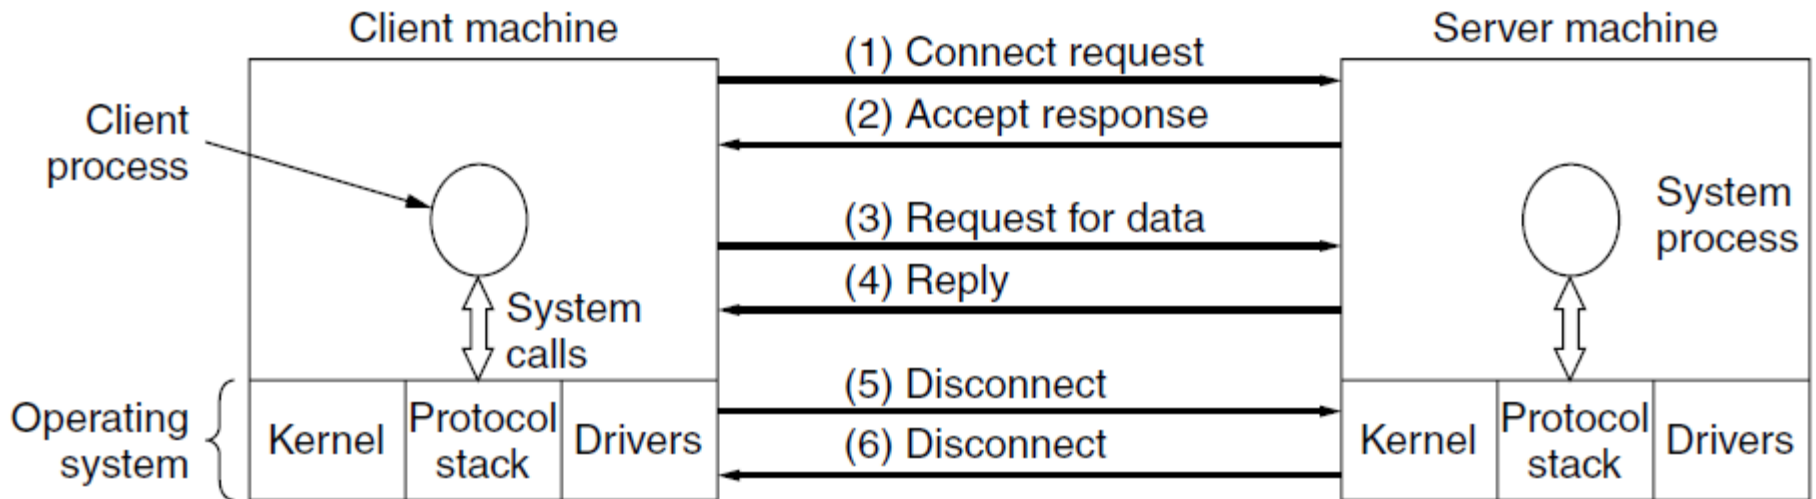 Client machine
Server machine
(1) Connect request
(2) Accept response
Client
process
(3) Request for data
System
process
(4) Reply
System
calls
(5) Disconnect
(6) Disconnect
Operating
system
Kernel
Protocol
stack
Drivers
Kernel
Protocol
stack
Drivers